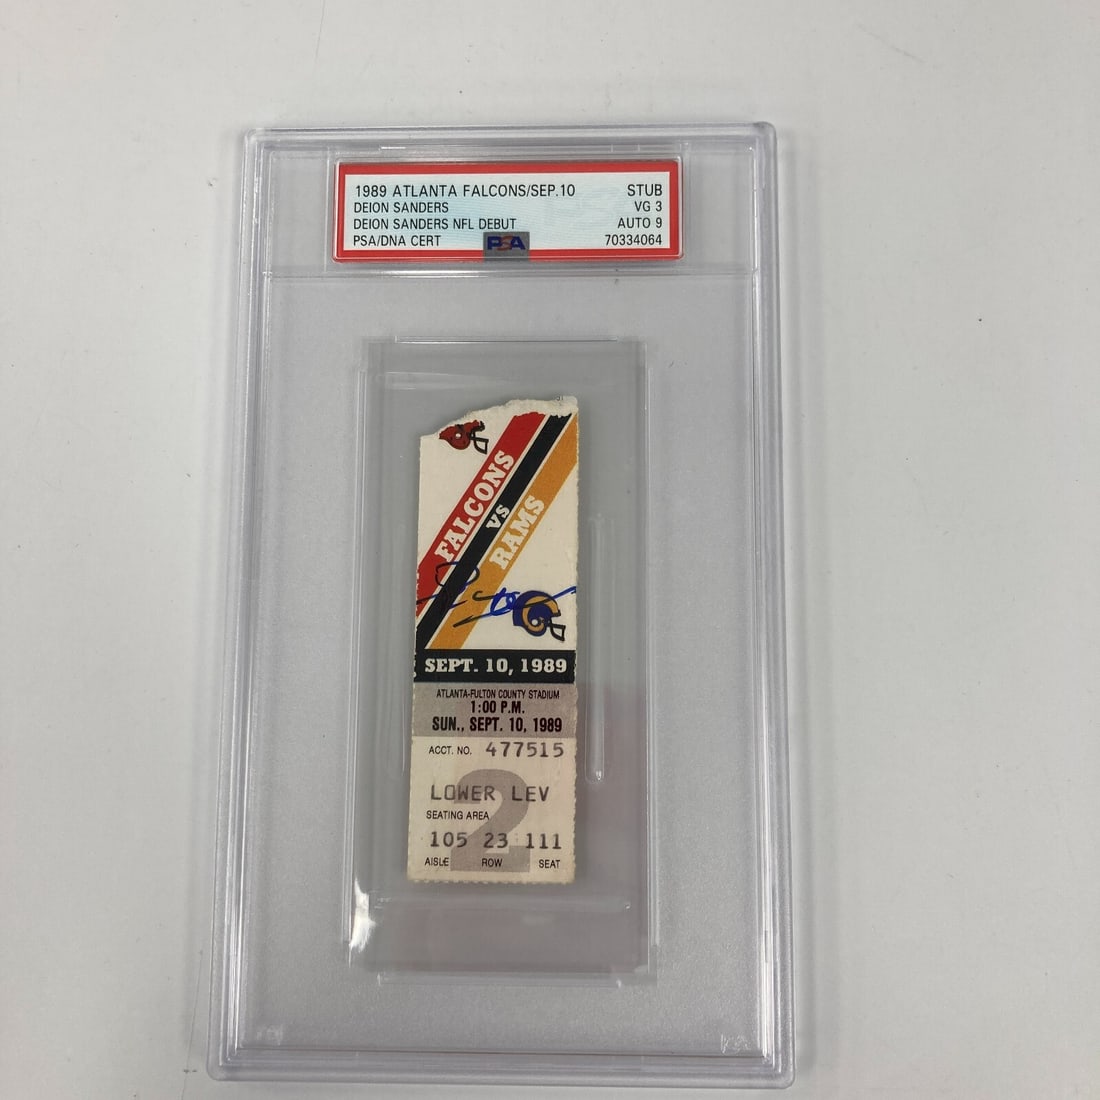 1989 ATLANTA FALCONS/SEP.10 STUB
DEION SANDERS VG 3
DEION SANDERS NFL DEBUT AUTO 9
PSA/DNA CERT PSA 70334064
FALCONS
VS
RAMS
SEPT. 10, 1989
ATLANTA-FULTON COUNTY STADIUM
1:00 P.M.
SUN., SEPT. 10, 1989
ACCT. NO. 477515
2
LOWER LEV
SEATING AREA
105 23 111
AISLE ROW SEAT